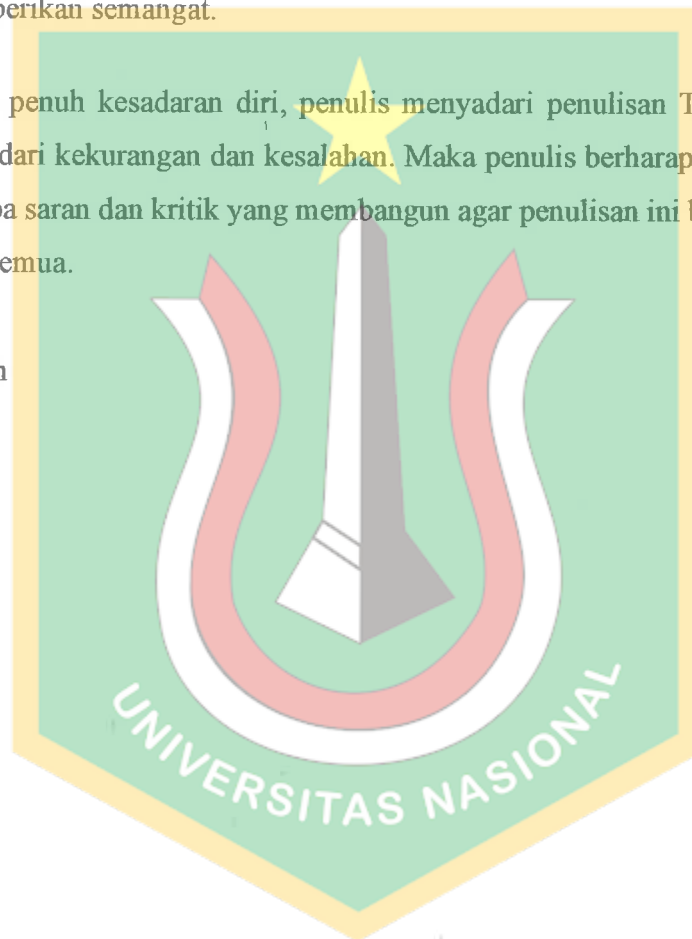 berikan semangat.
penuh kesadaran diri, penulis menyadari penulisan T
dari kekurangan dan kesalahan. Maka penulis berharap
a saran dan kritik yang membangun agar penulisan ini b
emua.
n
UNIVERSITAS NASIONAL